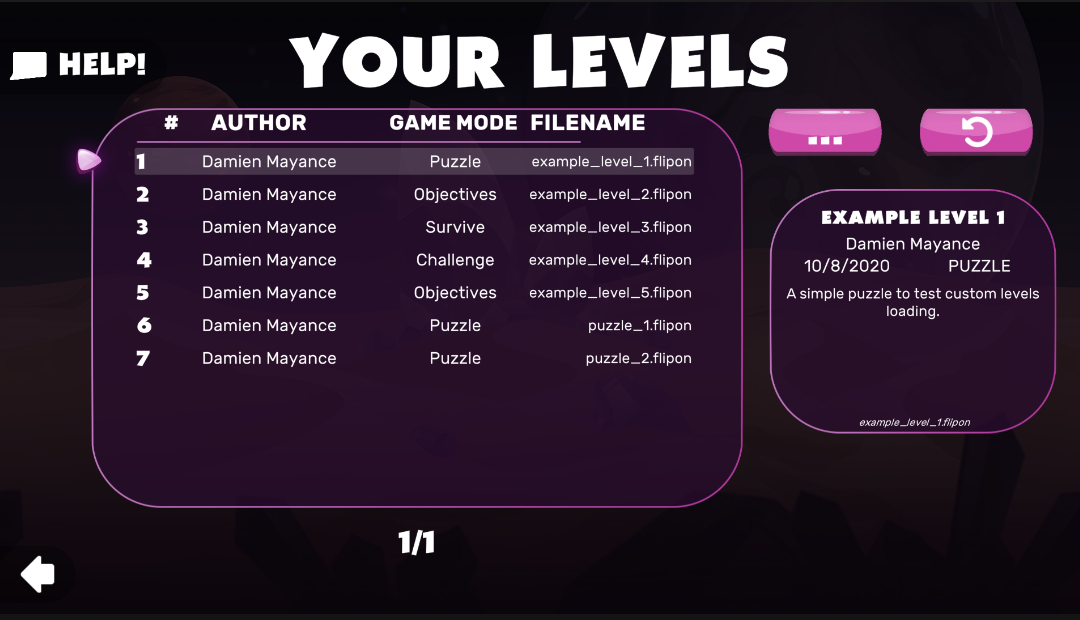 HELP!
YOUR LEVELS
# AUTHOR GAME MODE FILENAME
1 Damien Mayance Puzzle example_level_1.flipon
2 Damien Mayance Objectives example_level_2.flipon
3 Damien Mayance Survive example_level_3.flipon
4 Damien Mayance Challenge example_level_4.flipon
5 Damien Mayance Objectives example_level_5.flipon
6 Damien Mayance Puzzle puzzle_1.flipon
7 Damien Mayance Puzzle puzzle_2.flipon
1/1
...
EXAMPLE LEVEL 1
Damien Mayance
10/8/2020 PUZZLE
A simple puzzle to test custom levels
loading.
example_level_1.flipon